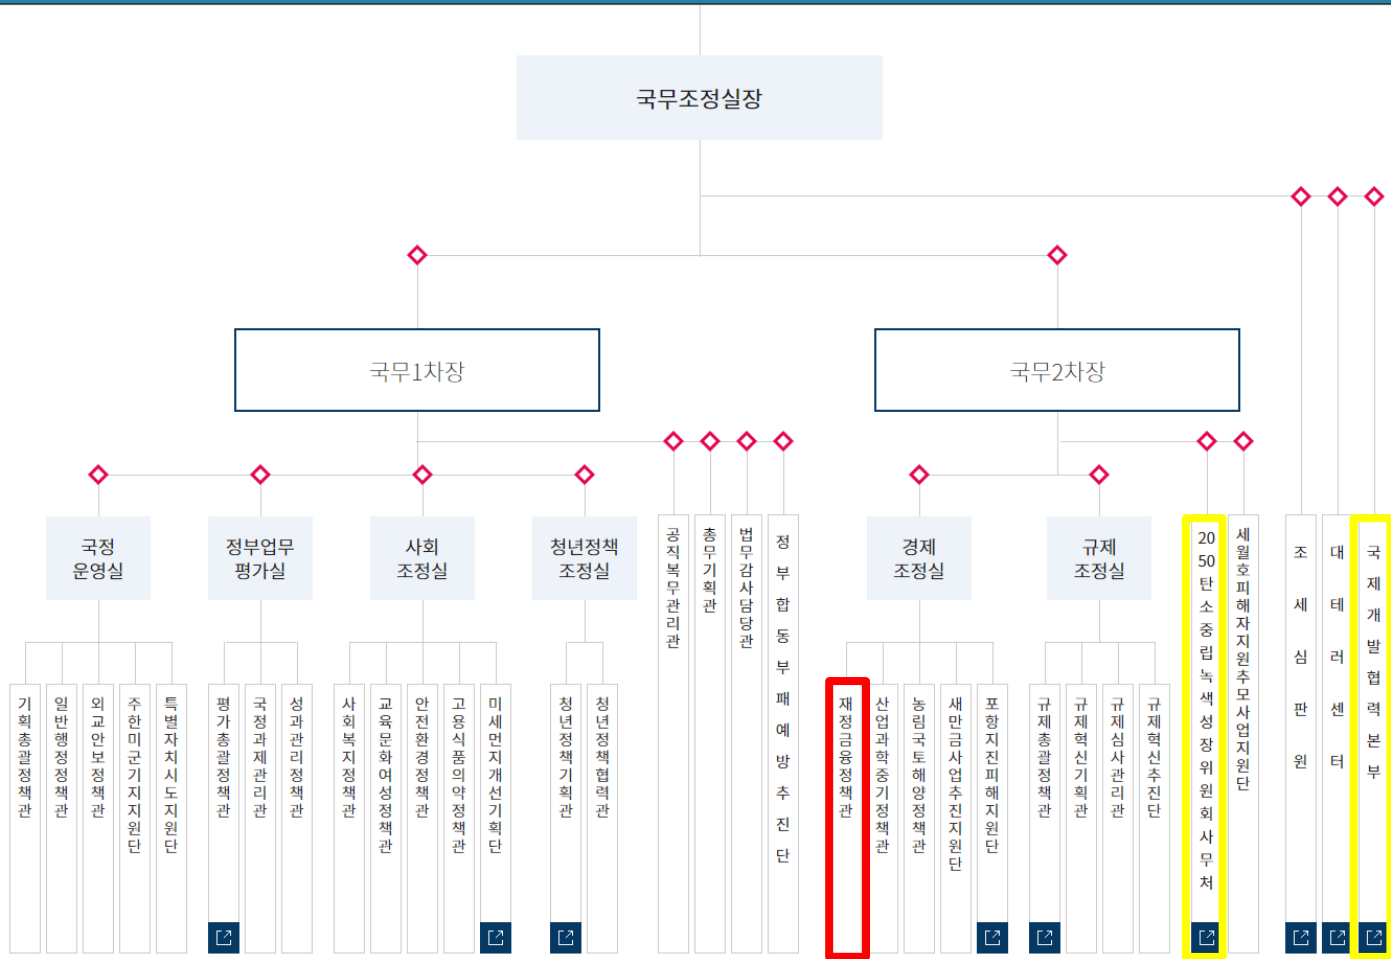 국무조정실장
국무1차장
국무2차장
국정
운영실
정부업무
평가실
사회
조정실
청년정책
조정실
공직복무관리관
총무기획관
법무감사담당관
정부합동부패예방추진단
경제
조정실
규제
조정실
2050탄소중립녹색성장위원회사무처
세월호피해자지원추모사업지원단
조세심판원
대테러센터
국제개발협력본부
기획총괄정책관
일반행정정책관
외교안보정책관
주한미군기지지원단
특별자치시도지원단
평가총괄정책관
국정과제관리관
성과관리정책관
사회복지정책관
교육문화여성정책관
안전환경정책관
고용식품의약정책관
미세먼지개선기획단
청년정책기획관
청년정책협력관
재정금융정책관
산업과학중기정책관
농림국토해양정책관
새만금사업추진지원단
포항지진피해지원단
규제총괄정책관
규제혁신기획관
규제심사관리관
규제혁신추진단